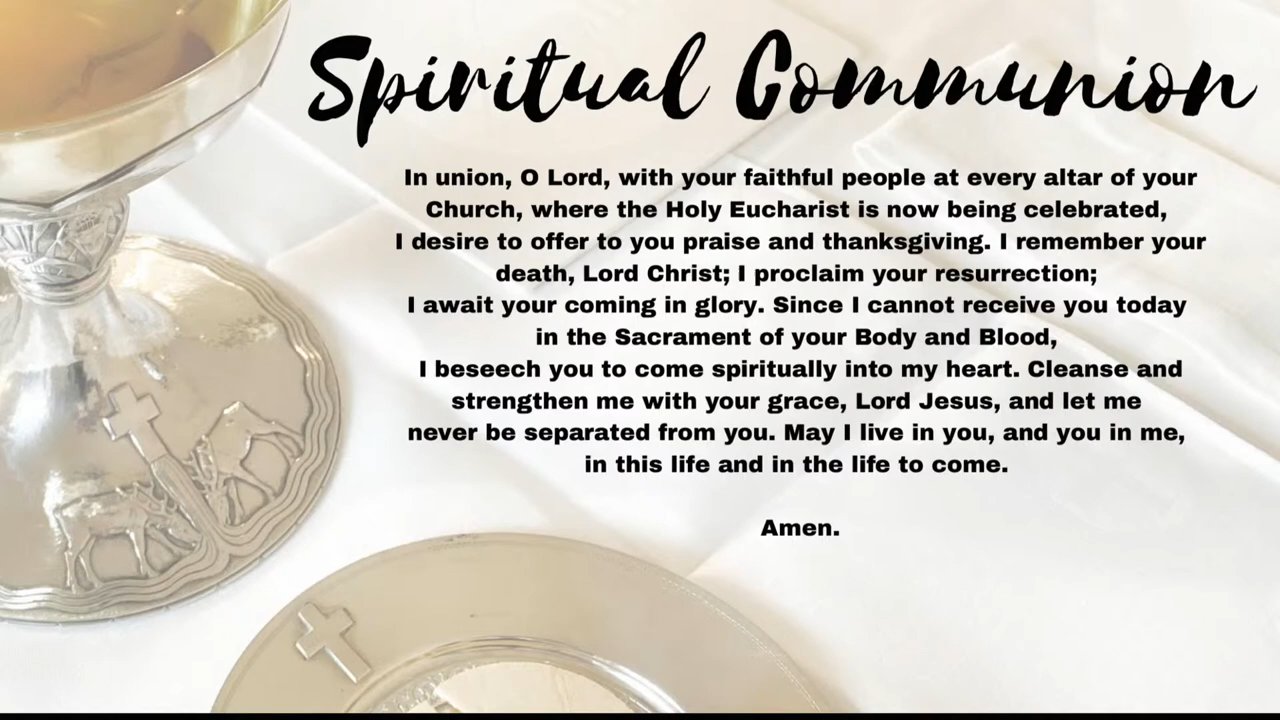 Spiritual Communion
In union, O Lord, with your faithful people at every altar of your
Church, where the Holy Eucharist is now being celebrated,
I desire to offer to you praise and thanksgiving. I remember your
death, Lord Christ; I proclaim your resurrection;
I await your coming in glory. Since I cannot receive you today
in the Sacrament of your Body and Blood,
I beseech you to come spiritually into my heart. Cleanse and
strengthen me with your grace, Lord Jesus, and let me
never be separated from you. May I live in you, and you in me,
in this life and in the life to come.
Amen.